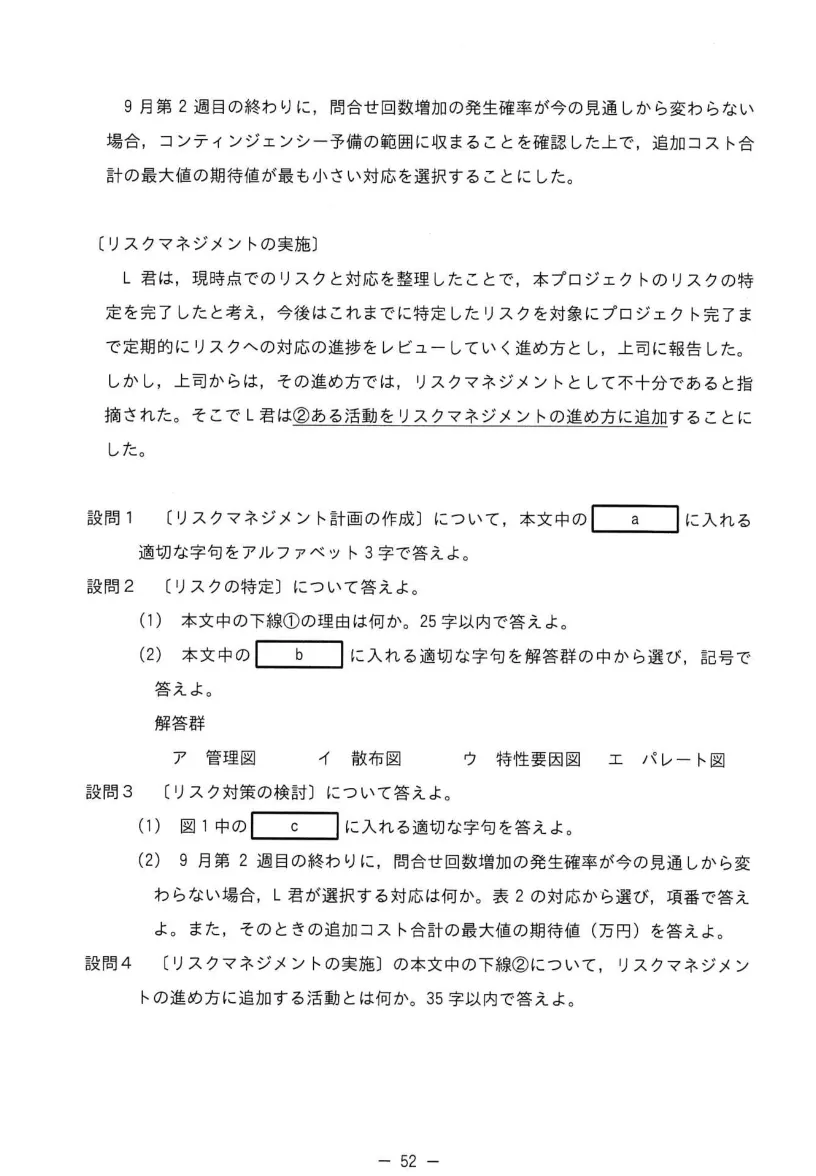 9 月第 2 週目の終わりに，問合せ回数増加の発生確率が今の見通しから変わらない
場合，コンティンジェンシー予備の範囲に収まることを確認した上で，追加コスト合
計の最大値の期待値が最も小さい対応を選択することにした。
〔リスクマネジメントの実施〕
L 君は，現時点でのリスクと対応を整理したことで，本プロジェクトのリスクの特
定を完了したと考え，今後はこれまでに特定したリスクを対象にプロジェクト完了ま
で定期的にリスクへの対応の進捗をレビューしていく進め方とし，上司に報告した。
しかし，上司からは，その進め方では，リスクマネジメントとして不十分であると指
摘された。そこで L 君は②ある活動をリスクマネジメントの進め方に追加することに
した。
設問1 〔リスクマネジメント計画の作成〕について，本文中の a に入れる
適切な字句をアルファベット 3 字で答えよ。
設問2 〔リスクの特定〕について答えよ。
(1) 本文中の下線①の理由は何か。25 字以内で答えよ。
(2) 本文中の b に入れる適切な字句を解答群の中から選び，記号で
答えよ。
解答群
ア 管理図 イ 散布図 ウ 特性要因図 エ パレート図
設問3 〔リスク対策の検討〕について答えよ。
(1) 図 1 中の c に入れる適切な字句を答えよ。
(2) 9 月第 2 週目の終わりに，問合せ回数増加の発生確率が今の見通しから変
わらない場合，L 君が選択する対応は何か。表 2 の対応から選び，項番で答え
よ。また，そのときの追加コスト合計の最大値の期待値（万円）を答えよ。
設問4 〔リスクマネジメントの実施〕の本文中の下線②について，リスクマネジメン
トの進め方に追加する活動とは何か。35 字以内で答えよ。
— 52 —